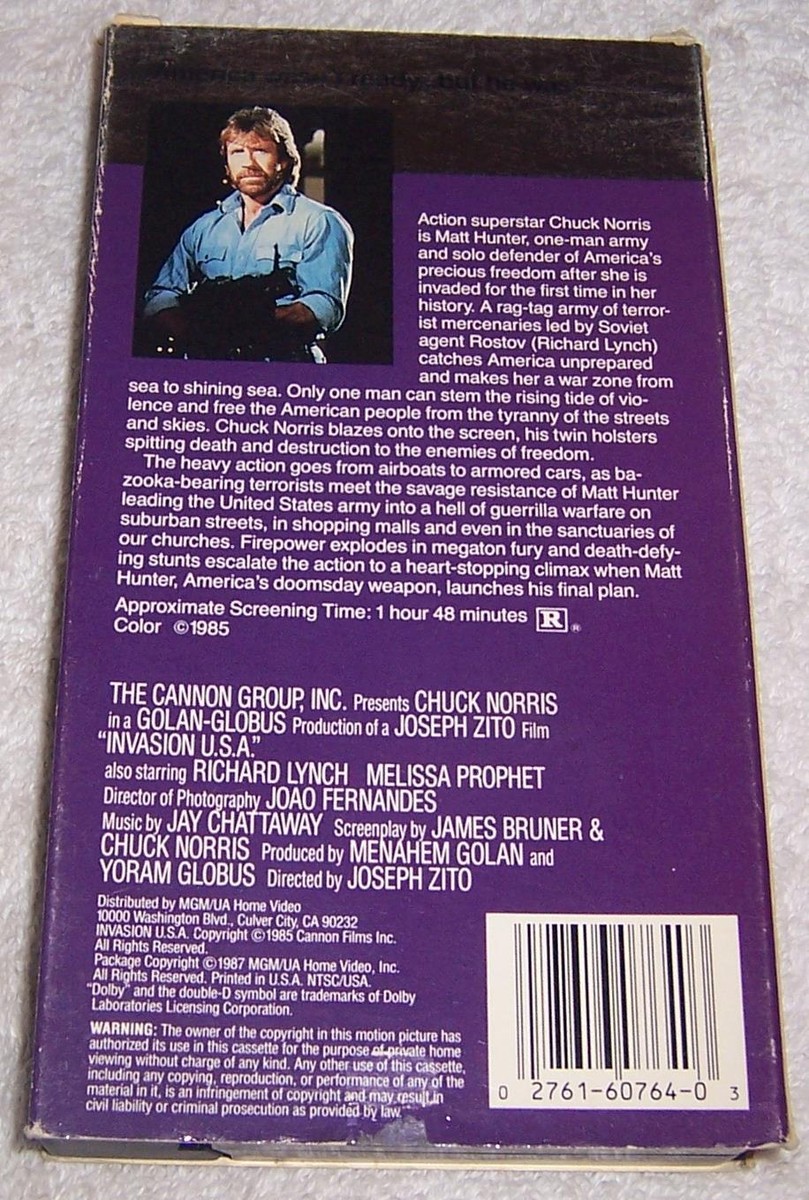 America wasn't ready...but he was.
Action superstar Chuck Norris
is Matt Hunter, one-man army
and solo defender of America's
precious freedom after she is
invaded for the first time in her
history. A rag-tag army of terror-
ist mercenaries led by Soviet
agent Rostov (Richard Lynch)
catches America unprepared
and makes her a war zone from
sea to shining sea. Only one man can stem the rising tide of vio-
lence and free the American people from the tyranny of the streets
and skies. Chuck Norris blazes onto the screen, his twin holsters
spitting death and destruction to the enemies of freedom.
The heavy action goes from airboats to armored cars, as ba-
zooka-bearing terrorists meet the savage resistance of Matt Hunter
leading the United States army into a hell of guerrilla warfare on
suburban streets, in shopping malls and even in the sanctuaries of
our churches. Firepower explodes in megaton fury and death-defy-
ing stunts escalate the action to a heart-stopping climax when Matt
Hunter, America's doomsday weapon, launches his final plan.
Approximate Screening Time: 1 hour 48 minutes R ®
Color ©1985
THE CANNON GROUP, INC. Presents CHUCK NORRIS
in a GOLAN-GLOBUS Production of a JOSEPH ZITO Film
"INVASION U.S.A."
also starring RICHARD LYNCH MELISSA PROPHET
Director of Photography JOAO FERNANDES
Music by JAY CHATTAWAY Screenplay by JAMES BRUNER &
CHUCK NORRIS Produced by MENAHEM GOLAN and
YORAM GLOBUS Directed by JOSEPH ZITO
Distributed by MGM/UA Home Video
10000 Washington Blvd., Culver City, CA 90232
INVASION U.S.A. Copyright ©1985 Cannon Films Inc.
All Rights Reserved.
Package Copyright ©1987 MGM/UA Home Video, Inc.
All Rights Reserved. Printed in U.S.A. NTSC/USA.
"Dolby" and the double-D symbol are trademarks of Dolby
Laboratories Licensing Corporation.
WARNING: The owner of the copyright in this motion picture has
authorized its use in this cassette for the purpose of private home
viewing without charge of any kind. Any other use of this cassette,
including any copying, reproduction, or performance of any of the
material in it, is an infringement of copyright and may result in
civil liability or criminal prosecution as provided by law.
0 2761-60764-0 3